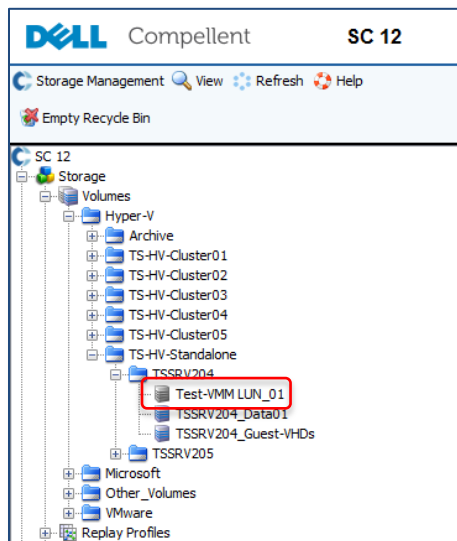 DELL Compellent SC 12
Storage Management View Refresh Help
Empty Recycle Bin
SC 12
Storage
Volumes
Hyper-V
Archive
TS-HV-Cluster01
TS-HV-Cluster02
TS-HV-Cluster03
TS-HV-Cluster04
TS-HV-Cluster05
TS-HV-Standalone
TSSRV204
Test-VMM LUN_01
TSSRV204_Data01
TSSRV204_Guest-VHDs
TSSRV205
Microsoft
Other_Volumes
VMware
Replay Profiles